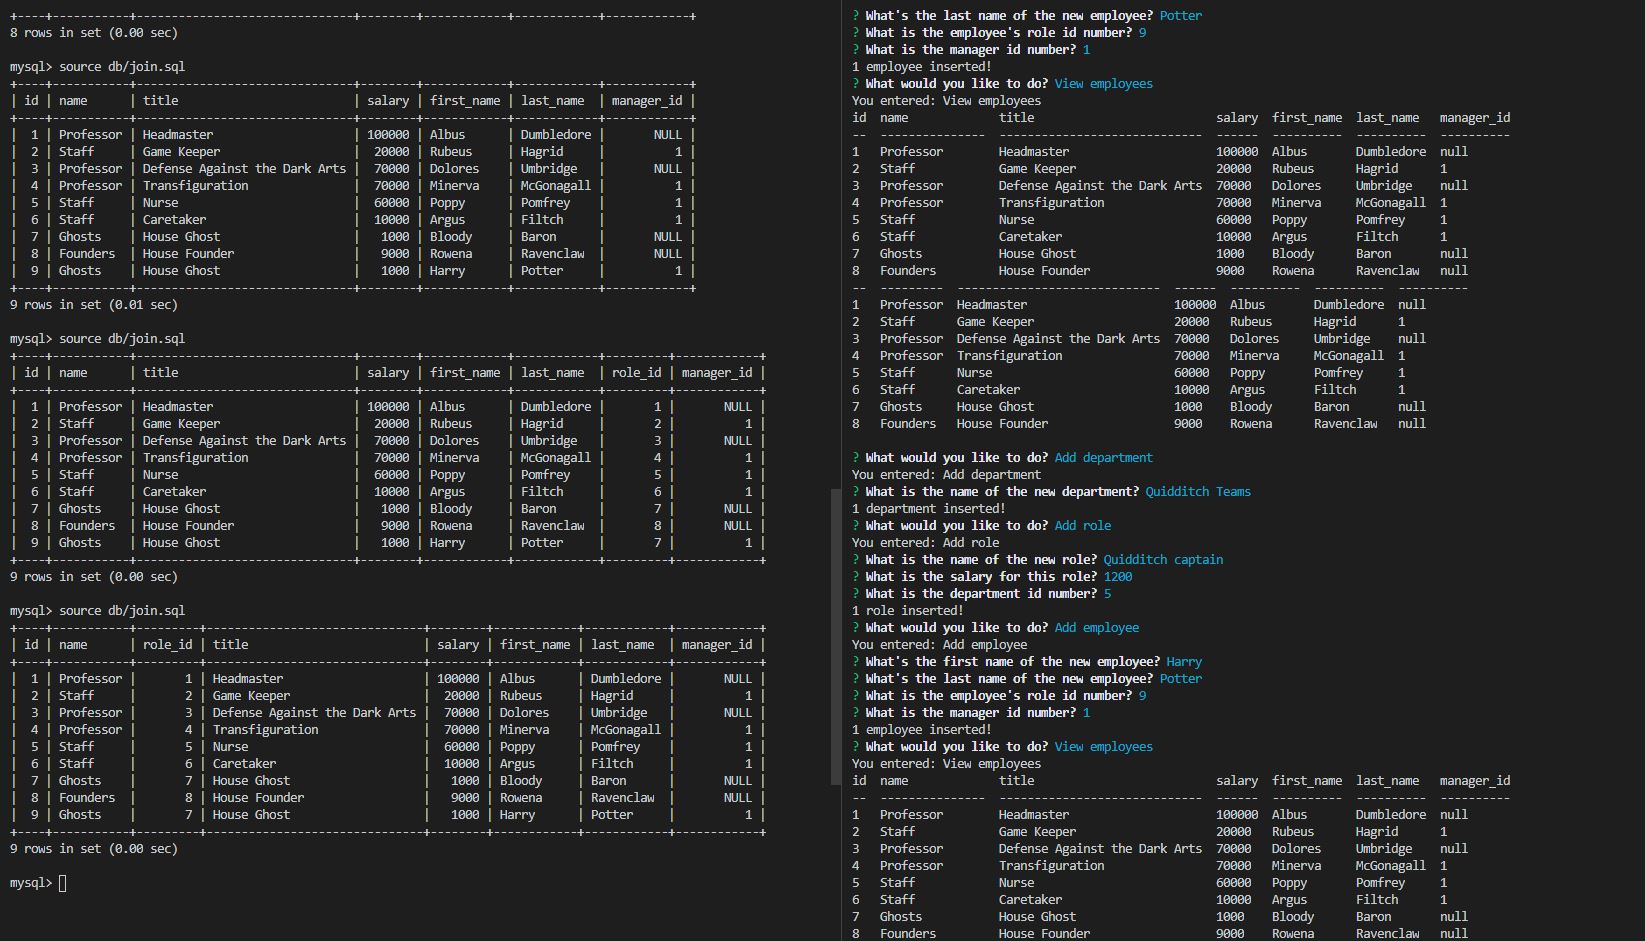 +----+-----------+-------------------------------+--------+------------+------------+------------+
8 rows in set (0.00 sec)
mysql> source db/join.sql
+----+-----------+-------------------------------+--------+------------+------------+------------+
| id | name      | title                         | salary | first_name | last_name  | manager_id |
+----+-----------+-------------------------------+--------+------------+------------+------------+
|  1 | Professor | Headmaster                    | 100000 | Albus      | Dumbledore |       NULL |
|  2 | Staff     | Game Keeper                   |  20000 | Rubeus     | Hagrid     |          1 |
|  3 | Professor | Defense Against the Dark Arts |  70000 | Dolores    | Umbridge   |       NULL |
|  4 | Professor | Transfiguration               |  70000 | Minerva    | McGonagall |          1 |
|  5 | Staff     | Nurse                         |  60000 | Poppy      | Pomfrey    |          1 |
|  6 | Staff     | Caretaker                     |  10000 | Argus      | Filtch     |          1 |
|  7 | Ghosts    | House Ghost                   |   1000 | Bloody     | Baron      |       NULL |
|  8 | Founders  | House Founder                 |   9000 | Rowena     | Ravenclaw  |       NULL |
|  9 | Ghosts    | House Ghost                   |   1000 | Harry      | Potter     |          1 |
+----+-----------+-------------------------------+--------+------------+------------+------------+
9 rows in set (0.01 sec)
mysql> source db/join.sql
+----+-----------+-------------------------------+--------+------------+------------+---------+------------+
| id | name      | title                         | salary | first_name | last_name  | role_id | manager_id |
+----+-----------+-------------------------------+--------+------------+------------+---------+------------+
|  1 | Professor | Headmaster                    | 100000 | Albus      | Dumbledore |       1 |       NULL |
|  2 | Staff     | Game Keeper                   |  20000 | Rubeus     | Hagrid     |       2 |          1 |
|  3 | Professor | Defense Against the Dark Arts |  70000 | Dolores    | Umbridge   |       3 |       NULL |
|  4 | Professor | Transfiguration               |  70000 | Minerva    | McGonagall |       4 |          1 |
|  5 | Staff     | Nurse                         |  60000 | Poppy      | Pomfrey    |       5 |          1 |
|  6 | Staff     | Caretaker                     |  10000 | Argus      | Filtch     |       6 |          1 |
|  7 | Ghosts    | House Ghost                   |   1000 | Bloody     | Baron      |       7 |       NULL |
|  8 | Founders  | House Founder                 |   9000 | Rowena     | Ravenclaw  |       8 |       NULL |
|  9 | Ghosts    | House Ghost                   |   1000 | Harry      | Potter     |       7 |          1 |
+----+-----------+-------------------------------+--------+------------+------------+---------+------------+
9 rows in set (0.00 sec)
mysql> source db/join.sql
+----+-----------+---------+-------------------------------+--------+------------+------------+------------+
| id | name      | role_id | title                         | salary | first_name | last_name  | manager_id |
+----+-----------+---------+-------------------------------+--------+------------+------------+------------+
|  1 | Professor |       1 | Headmaster                    | 100000 | Albus      | Dumbledore |       NULL |
|  2 | Staff     |       2 | Game Keeper                   |  20000 | Rubeus     | Hagrid     |          1 |
|  3 | Professor |       3 | Defense Against the Dark Arts |  70000 | Dolores    | Umbridge   |       NULL |
|  4 | Professor |       4 | Transfiguration               |  70000 | Minerva    | McGonagall |          1 |
|  5 | Staff     |       5 | Nurse                         |  60000 | Poppy      | Pomfrey    |          1 |
|  6 | Staff     |       6 | Caretaker                     |  10000 | Argus      | Filtch     |          1 |
|  7 | Ghosts    |       7 | House Ghost                   |   1000 | Bloody     | Baron      |       NULL |
|  8 | Founders  |       8 | House Founder                 |   9000 | Rowena     | Ravenclaw  |       NULL |
|  9 | Ghosts    |       7 | House Ghost                   |   1000 | Harry      | Potter     |          1 |
+----+-----------+---------+-------------------------------+--------+------------+------------+------------+
9 rows in set (0.00 sec)
mysql>
? What's the last name of the new employee? Potter
? What is the employee's role id number? 9
? What is the manager id number? 1
1 employee inserted!
? What would you like to do? View employees
You entered: View employees
id  name             title                          salary  first_name  last_name   manager_id
--  ---------------  -----------------------------  ------  ----------  ----------  ----------
1   Professor        Headmaster                     100000  Albus       Dumbledore  null
2   Staff            Game Keeper                    20000   Rubeus      Hagrid      1
3   Professor        Defense Against the Dark Arts  70000   Dolores     Umbridge    null
4   Professor        Transfiguration                70000   Minerva     McGonagall  1
5   Staff            Nurse                          60000   Poppy       Pomfrey     1
6   Staff            Caretaker                      10000   Argus       Filtch      1
7   Ghosts           House Ghost                    1000    Bloody      Baron       null
8   Founders         House Founder                  9000    Rowena      Ravenclaw   null
--  ---------  -----------------------------  ------  ----------  ----------  ----------
1   Professor  Headmaster                     100000  Albus       Dumbledore  null
2   Staff      Game Keeper                    20000   Rubeus      Hagrid      1
3   Professor  Defense Against the Dark Arts  70000   Dolores     Umbridge    null
4   Professor  Transfiguration                70000   Minerva     McGonagall  1
5   Staff      Nurse                          60000   Poppy       Pomfrey     1
6   Staff      Caretaker                      10000   Argus       Filtch      1
7   Ghosts     House Ghost                    1000    Bloody      Baron       null
8   Founders   House Founder                  9000    Rowena      Ravenclaw   null
? What would you like to do? Add department
You entered: Add department
? What is the name of the new department? Quidditch Teams
1 department inserted!
? What would you like to do? Add role
You entered: Add role
? What is the name of the new role? Quidditch captain
? What is the salary for this role? 1200
? What is the department id number? 5
1 role inserted!
? What would you like to do? Add employee
You entered: Add employee
? What's the first name of the new employee? Harry
? What's the last name of the new employee? Potter
? What is the employee's role id number? 9
? What is the manager id number? 1
1 employee inserted!
? What would you like to do? View employees
You entered: View employees
id  name             title                          salary  first_name  last_name   manager_id
--  ---------------  -----------------------------  ------  ----------  ----------  ----------
1   Professor        Headmaster                     100000  Albus       Dumbledore  null
2   Staff            Game Keeper                    20000   Rubeus      Hagrid      1
3   Professor        Defense Against the Dark Arts  70000   Dolores     Umbridge    null
4   Professor        Transfiguration                70000   Minerva     McGonagall  1
5   Staff            Nurse                          60000   Poppy       Pomfrey     1
6   Staff            Caretaker                      10000   Argus       Filtch      1
7   Ghosts           House Ghost                    1000    Bloody      Baron       null
8   Founders         House Founder                  9000    Rowena      Ravenclaw   null